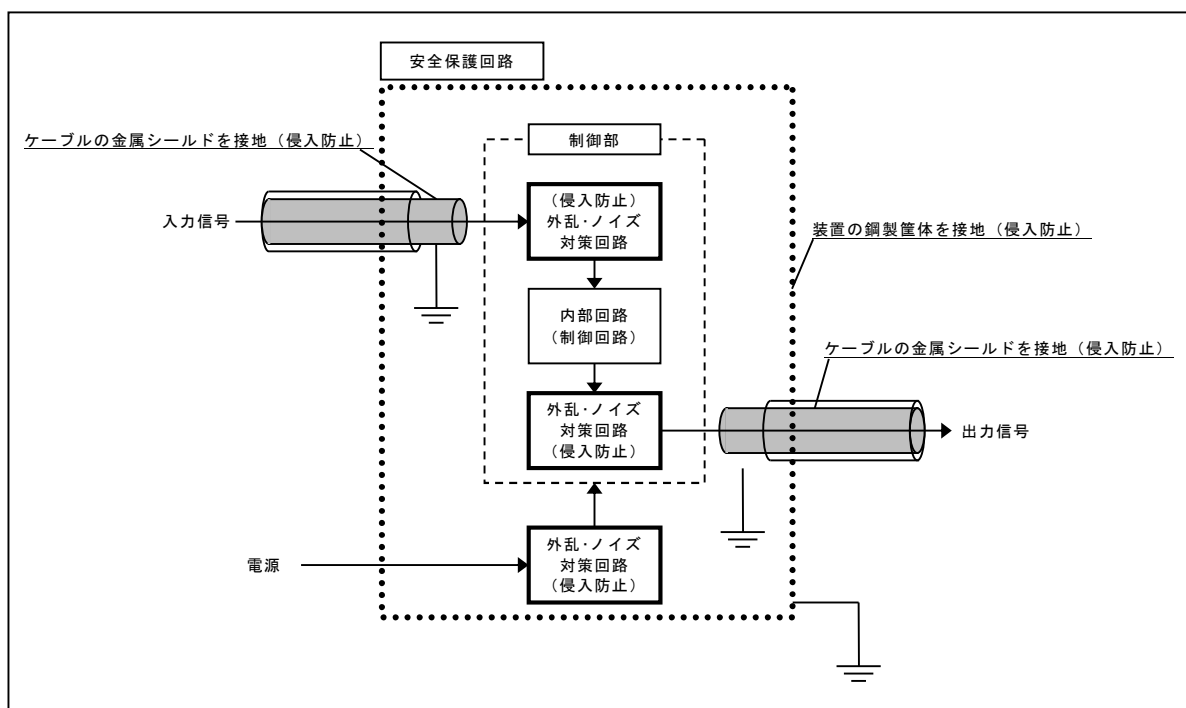 安全保護回路
ケーブルの金属シールドを接地（侵入防止）
制御部
入力信号
（侵入防止）
外乱・ノイズ
対策回路
装置の鋼製筐体を接地（侵入防止）
内部回路
（制御回路）
ケーブルの金属シールドを接地（侵入防止）
外乱・ノイズ
対策回路
（侵入防止）
出力信号
電源
外乱・ノイズ
対策回路
（侵入防止）